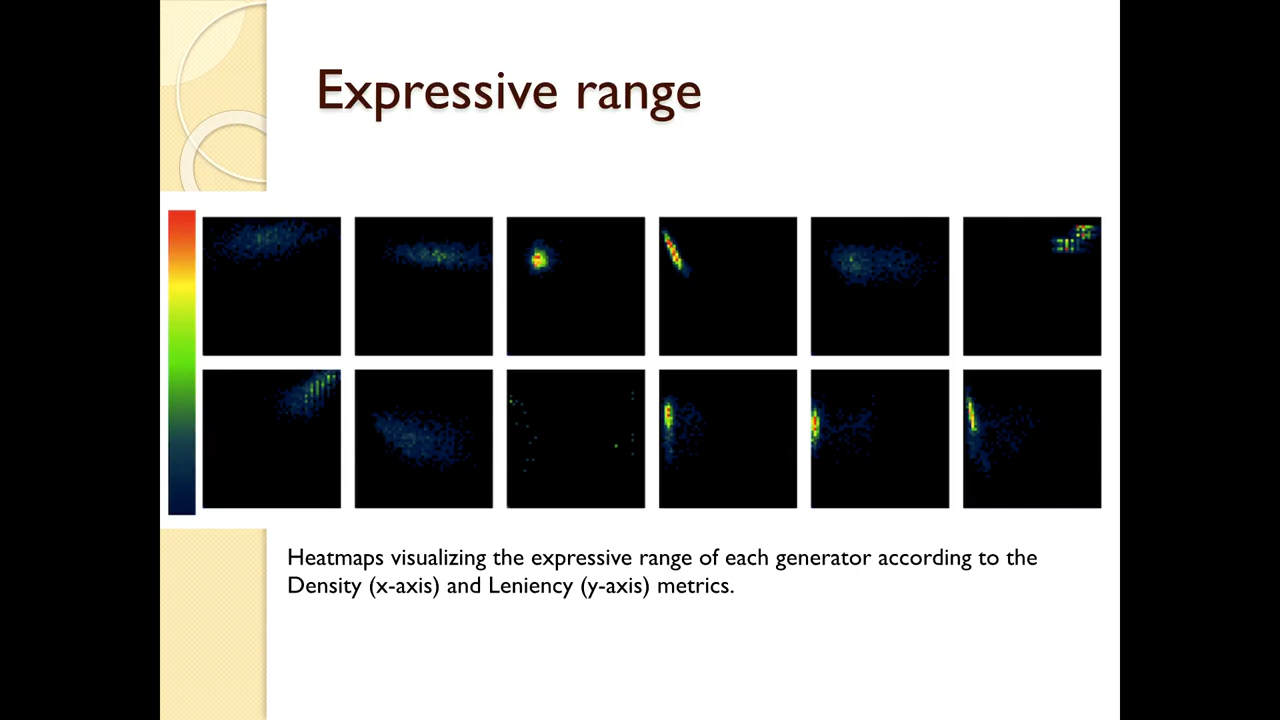 Expressive range
Heatmaps visualizing the expressive range of each generator according to the
Density (x-axis) and Leniency (y-axis) metrics.